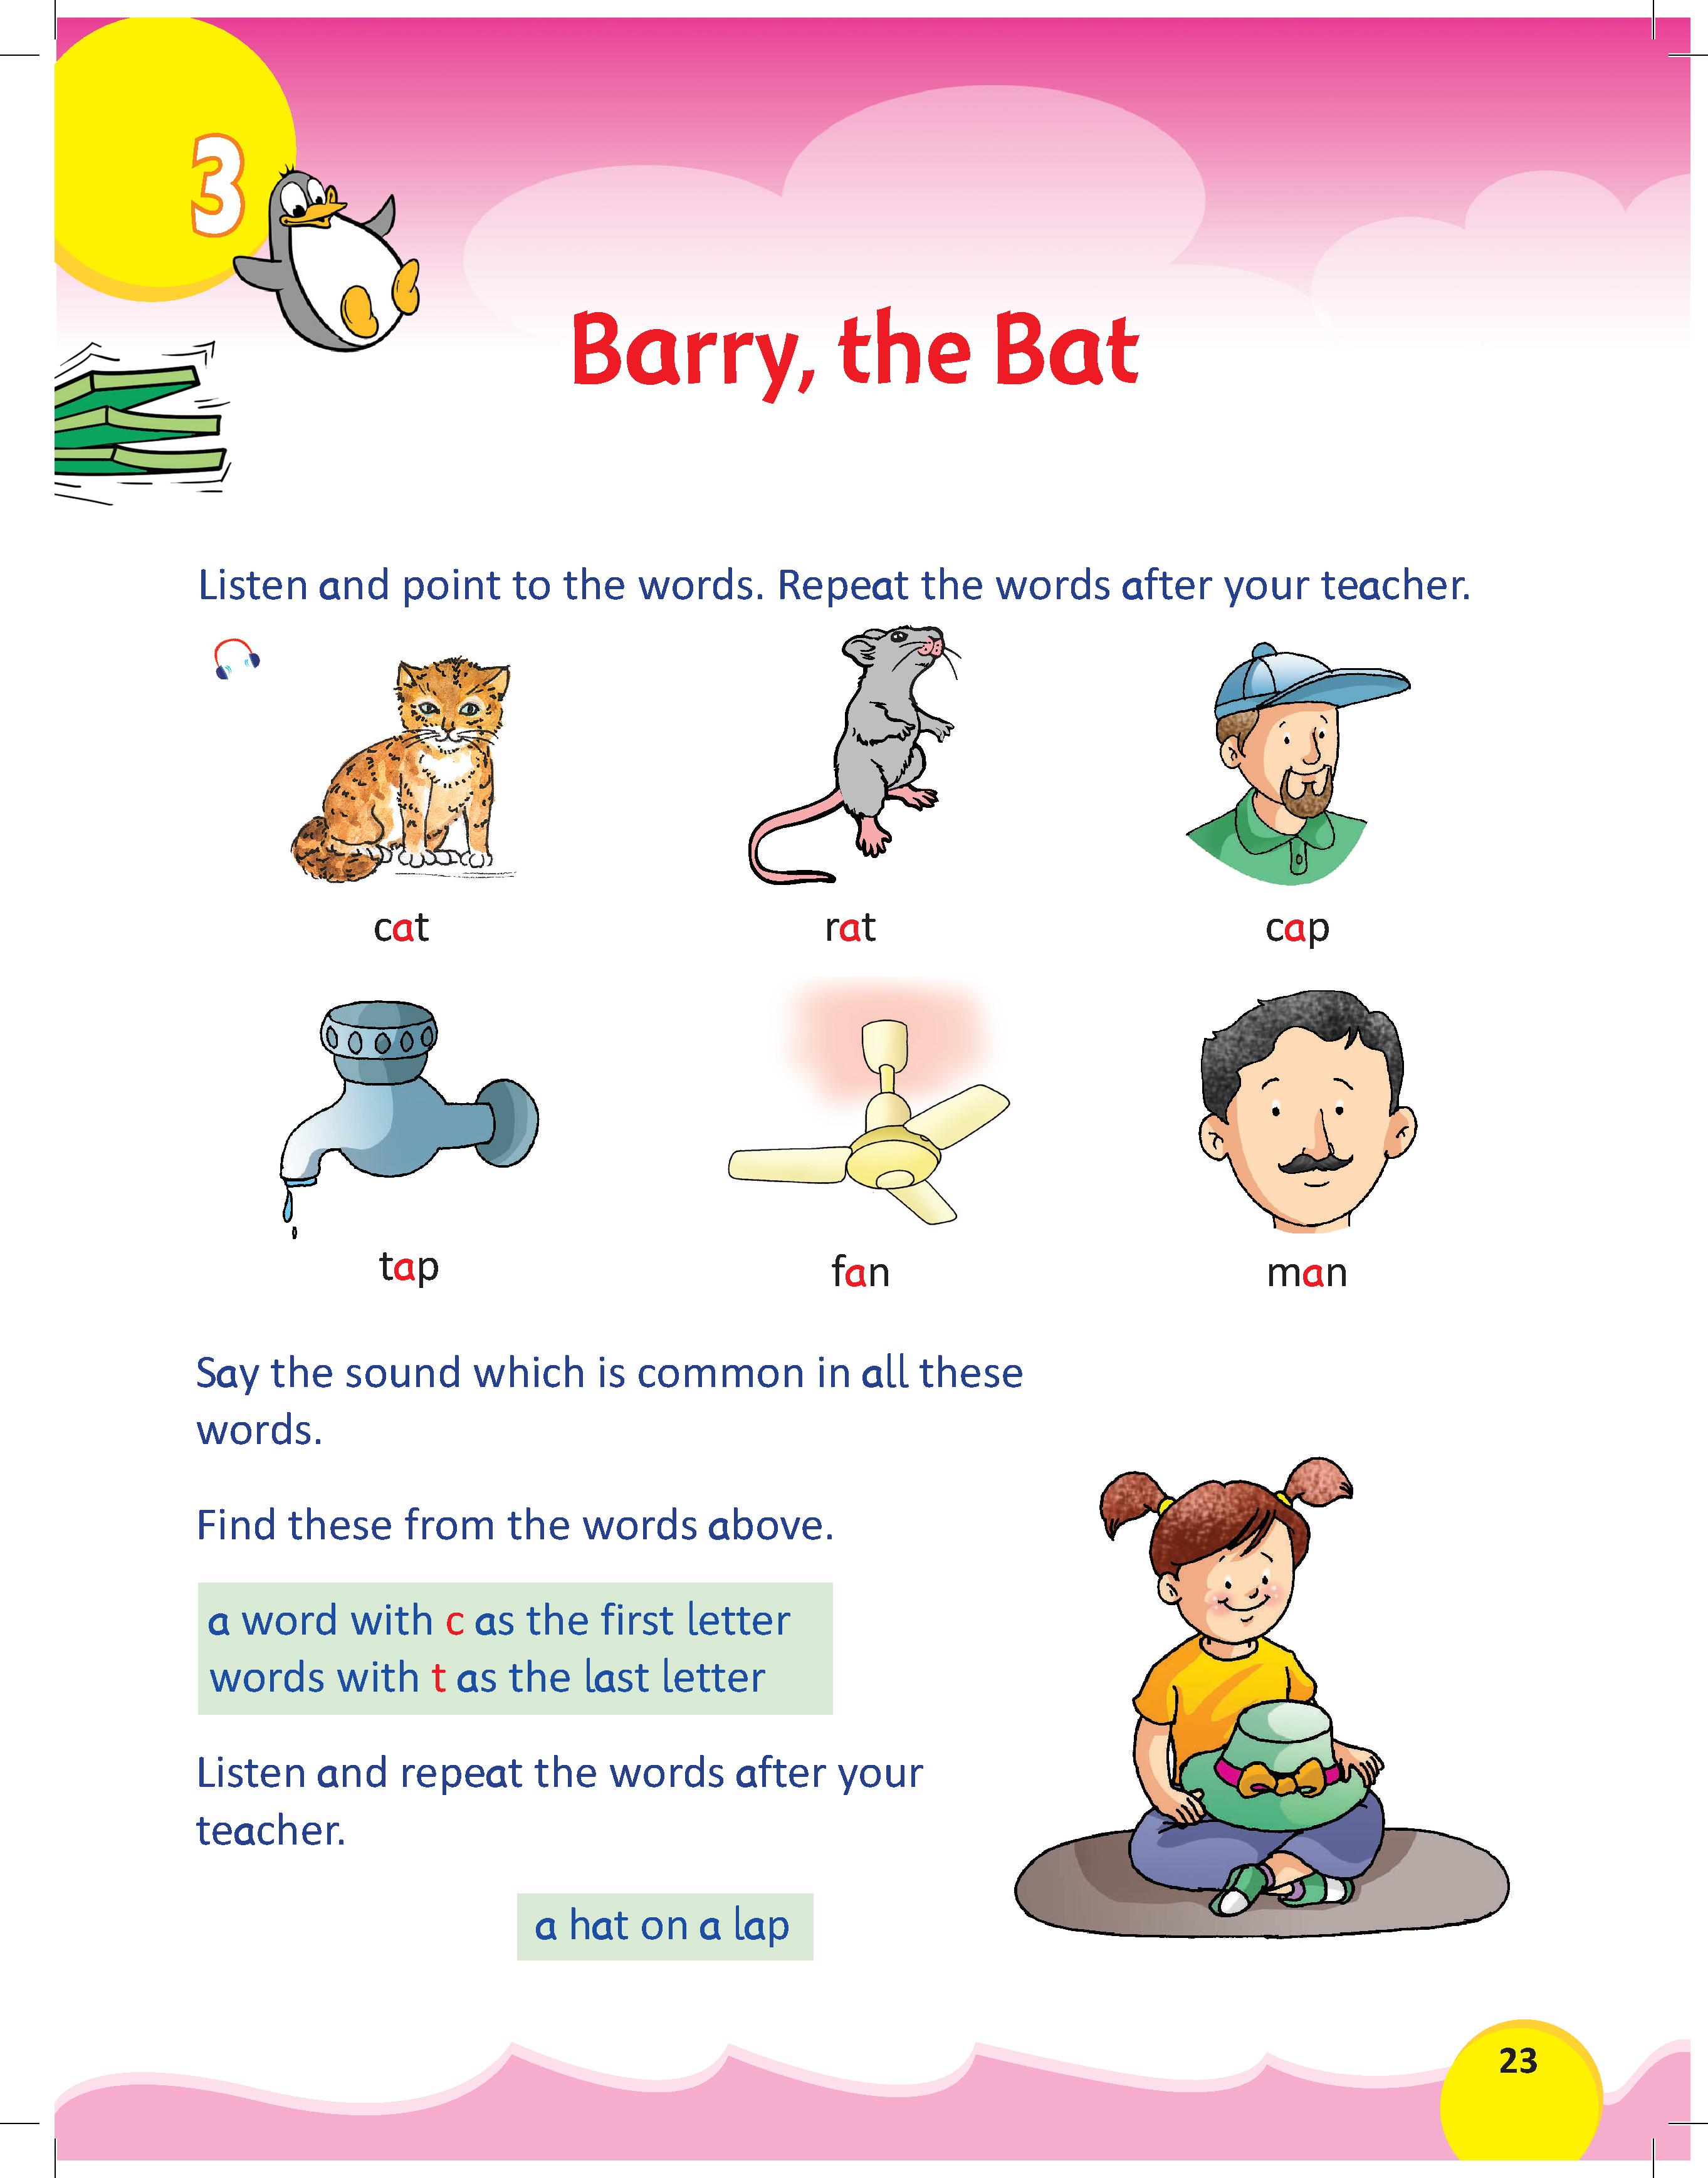 3
Barry, the Bat
Listen and point to the words. Repeat the words after your teacher.
cat rat cap
tap fan man
Say the sound which is common in all these
words.
Find these from the words above.
a word with c as the first letter
words with t as the last letter
Listen and repeat the words after your
teacher.
a hat on a lap
23